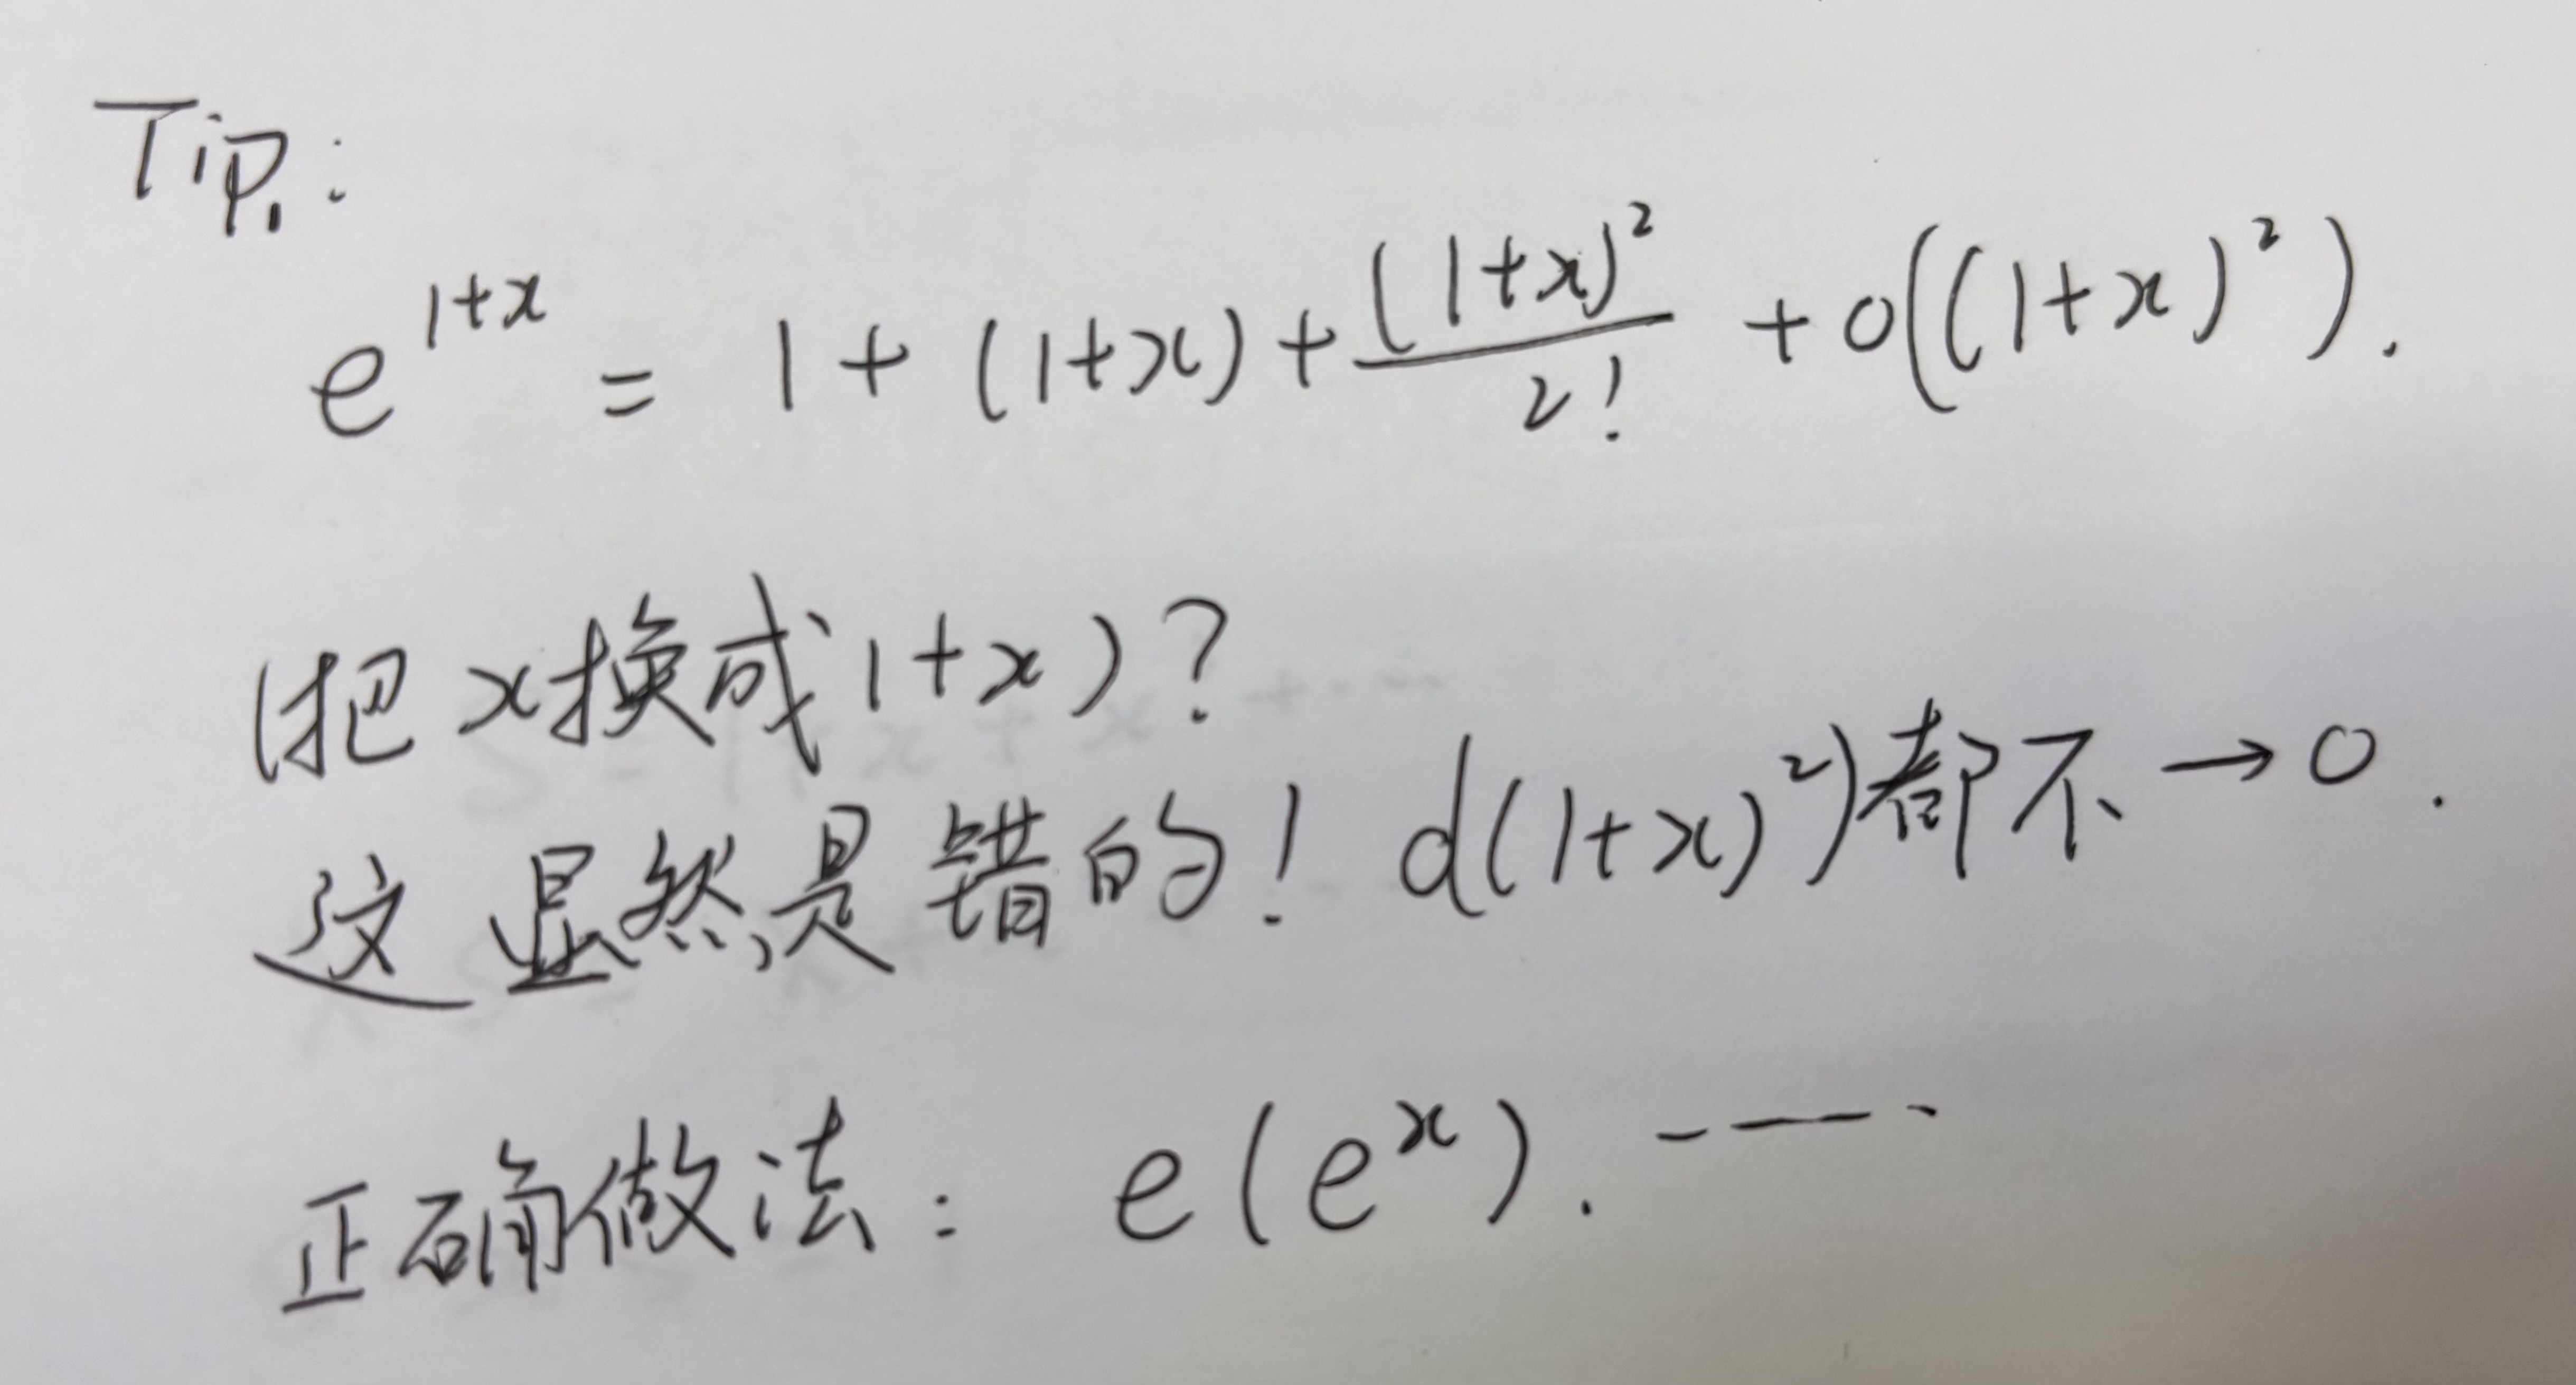 Tip:
e^{1+x} = 1 + (1+x) + \frac{(1+x)^2}{2!} + o((1+x)^2).
(把x换成1+x)?
这显然是错的! d(1+x)^2)都不→0.
正确做法: e(e^x). -——·